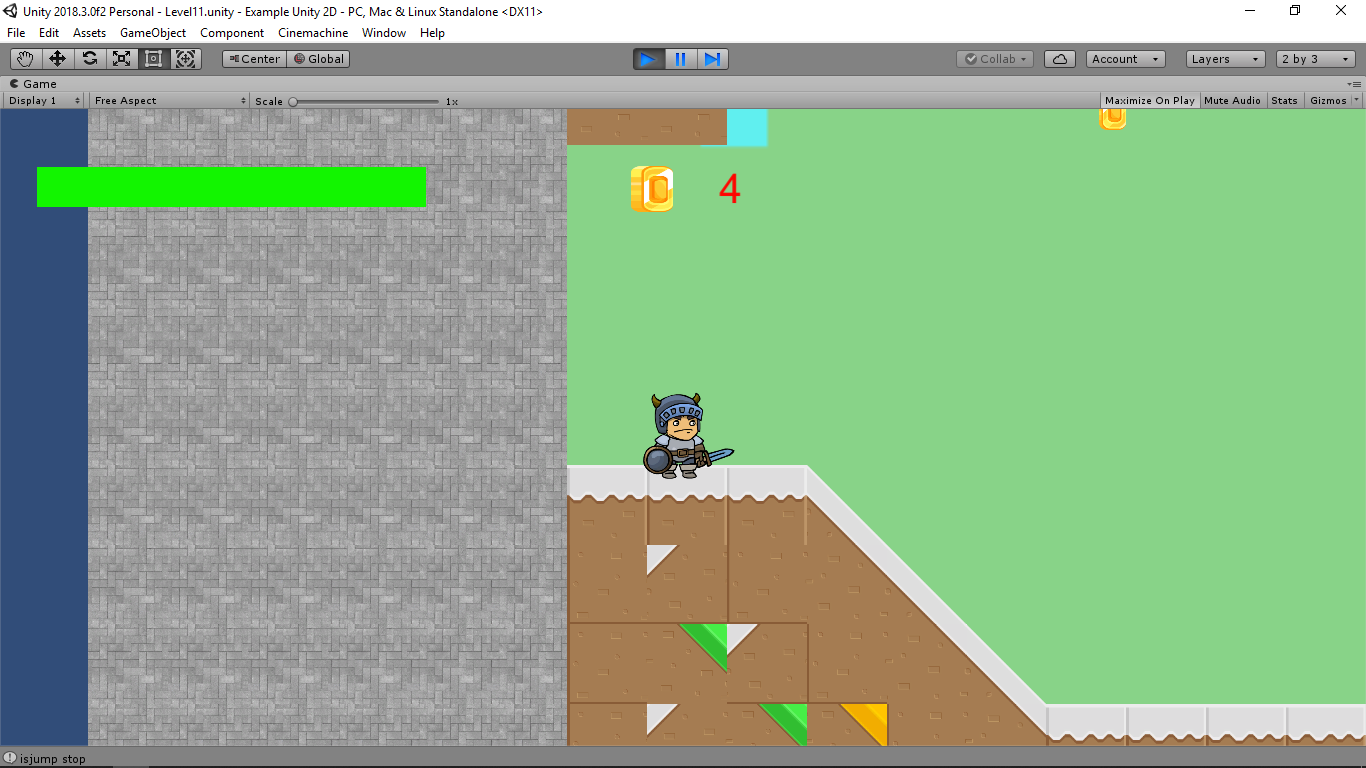 Unity 2018.3.0f2 Personal - Level11.unity - Example Unity 2D - PC, Mac & Linux Standalone <DX11>
File Edit Assets GameObject Component Cinemachine Window Help
Center Global Collab Account Layers 2 by 3
Game
Display 1 Free Aspect Scale 1x Maximize On Play Mute Audio Stats Gizmos
4
isjump stop